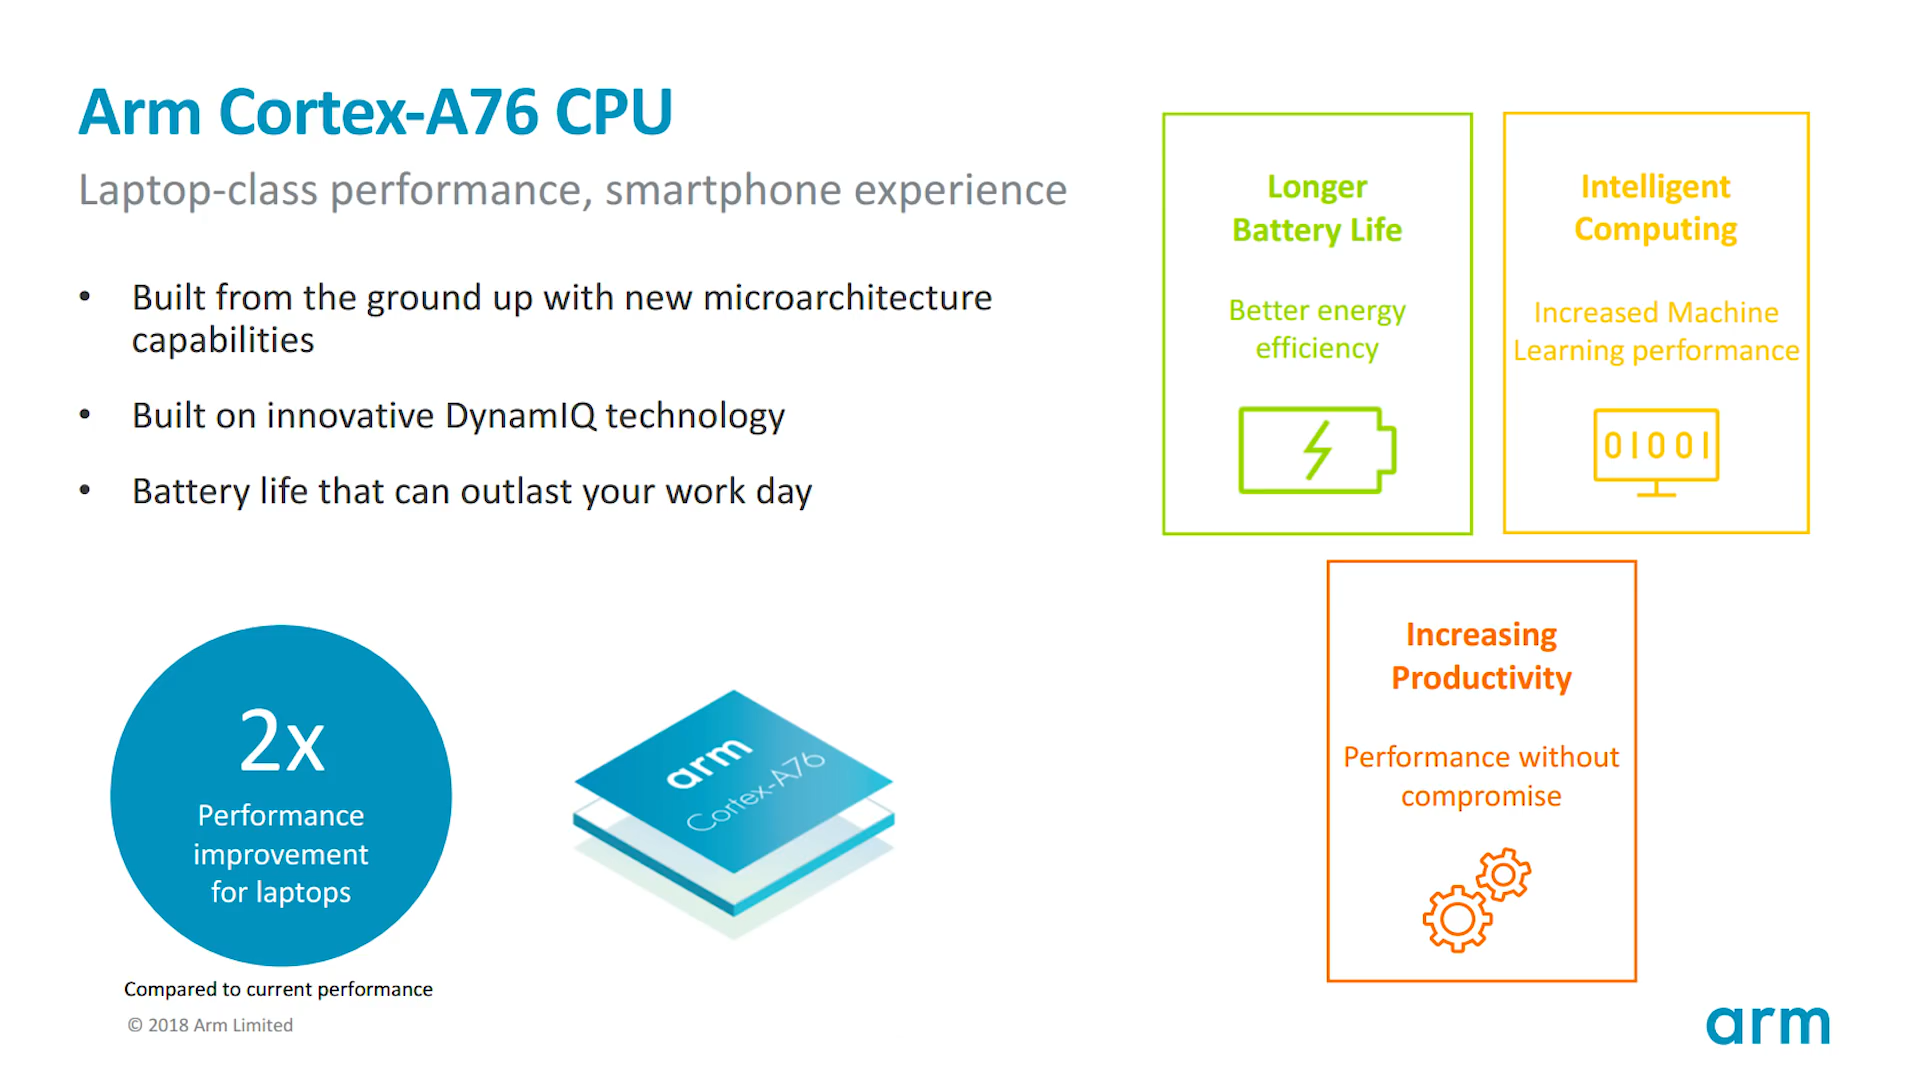 Arm Cortex-A76 CPU
Laptop-class performance, smartphone experience
• Built from the ground up with new microarchitecture
capabilities
• Built on innovative DynamIQ technology
• Battery life that can outlast your work day
2x
Performance
improvement
for laptops
Compared to current performance
© 2018 Arm Limited
arm
Cortex-A76
Longer
Battery Life
Better energy
efficiency
Intelligent
Computing
Increased Machine
Learning performance
01001
Increasing
Productivity
Performance without
compromise
arm